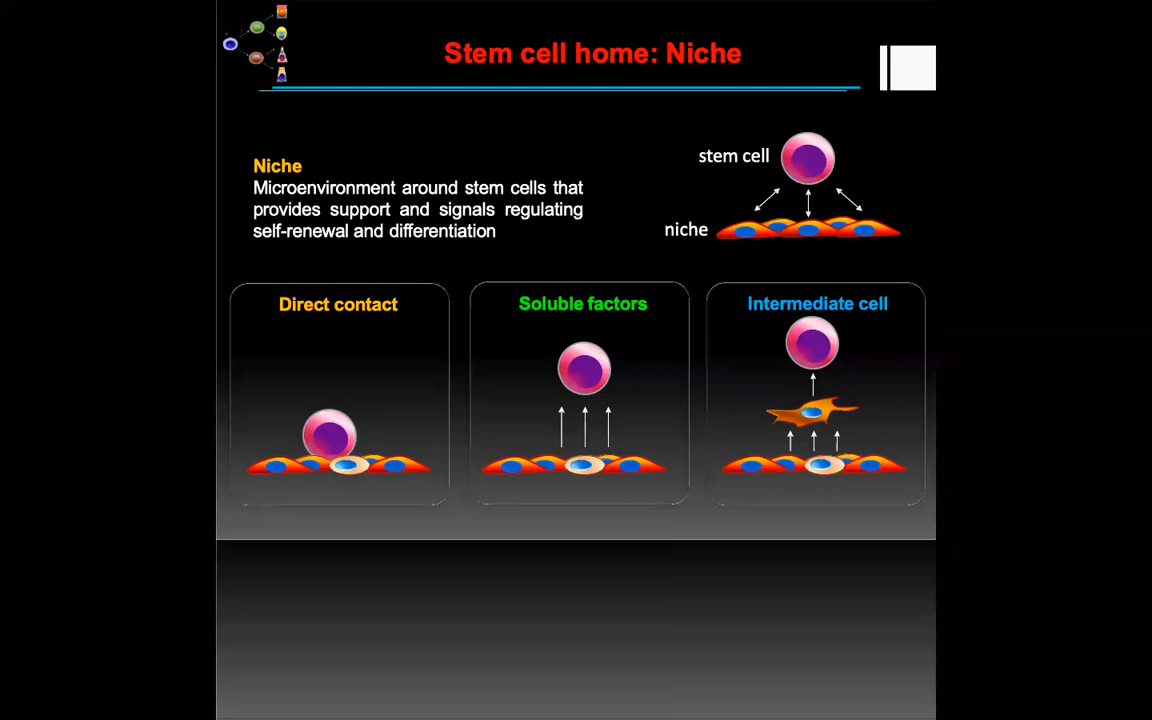 Stem cell home: Niche
Niche
Microenvironment around stem cells that
provides support and signals regulating
self-renewal and differentiation
stem cell
niche
Direct contact
Soluble factors
Intermediate cell